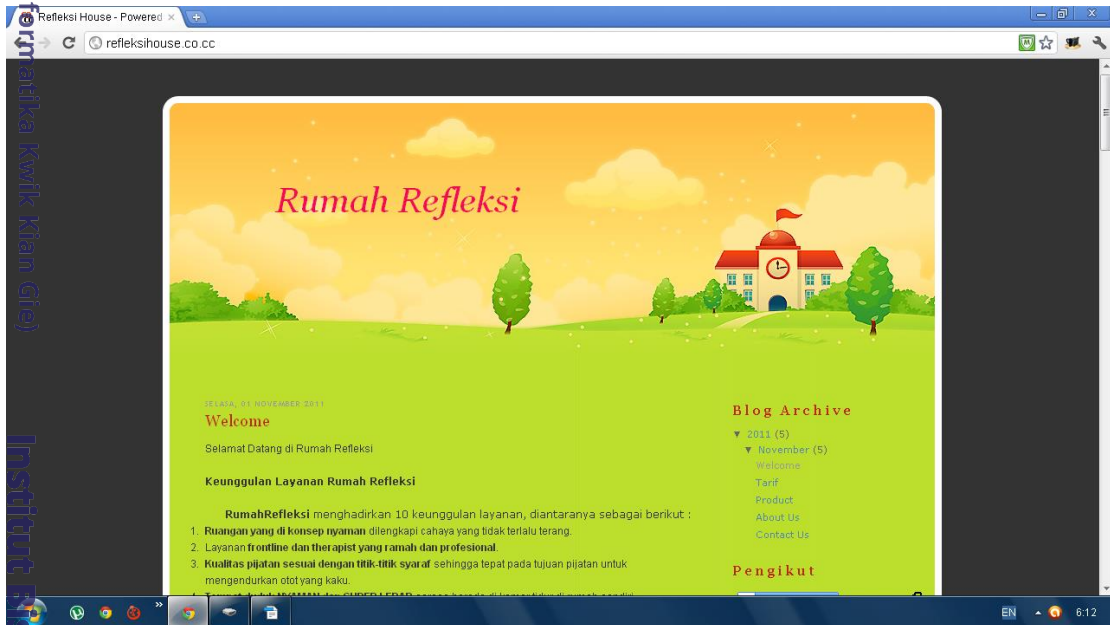 Refleksi House - Powered
refleksihouse.co.cc
formatika Kwik Kian Gie)
Institut B
Rumah Refleksi
SELASA, 01 NOVEMBER 2011
Welcome
Selamat Datang di Rumah Refleksi
Keunggulan Layanan Rumah Refleksi
RumahRefleksi menghadirkan 10 keunggulan layanan, diantaranya sebagai berikut :
1. Ruangan yang di konsep nyaman dilengkapi cahaya yang tidak terlalu terang.
2. Layanan frontline dan therapist yang ramah dan profesional.
3. Kualitas pijatan sesuai dengan titik-titik syaraf sehingga tepat pada tujuan pijatan untuk
mengendurkan otot yang kaku.
Blog Archive
▼ 2011 (5)
▼ November (5)
Welcome
Tarif
Product
About Us
Contact Us
Pengikut
EN
6:12